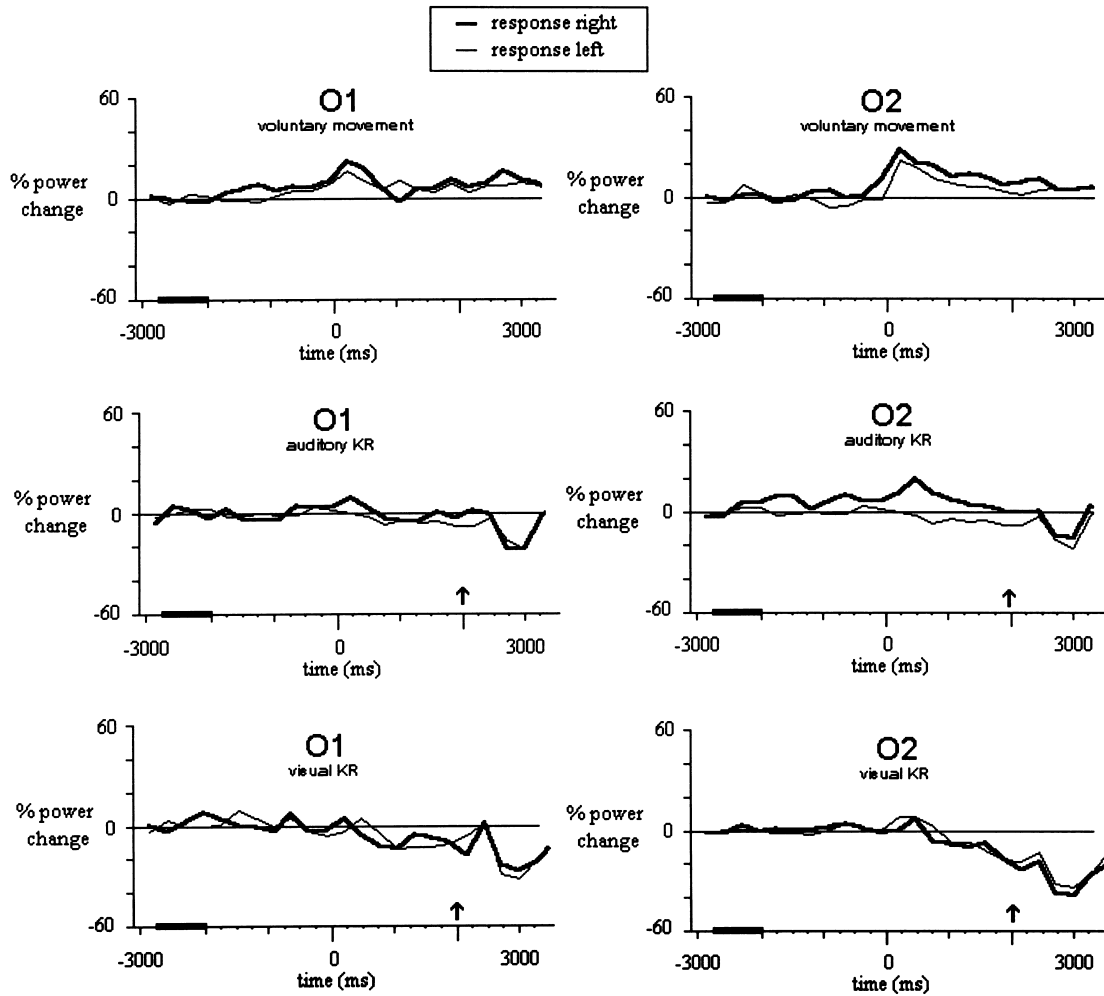 response right
response left
60
O1
voluntary movement
% power
change
0
-60
-3000
0
3000
time (ms)
60
O2
voluntary movement
% power
change
0
-60
-3000
0
3000
time (ms)
60
O1
auditory KR
% power
change
0
-60
-3000
0
3000
time (ms)
60
O2
auditory KR
% power
change
0
-60
-3000
0
3000
time (ms)
60
O1
visual KR
% power
change
0
-60
-3000
0
3000
time (ms)
60
O2
visual KR
% power
change
0
-60
-3000
0
3000
time (ms)